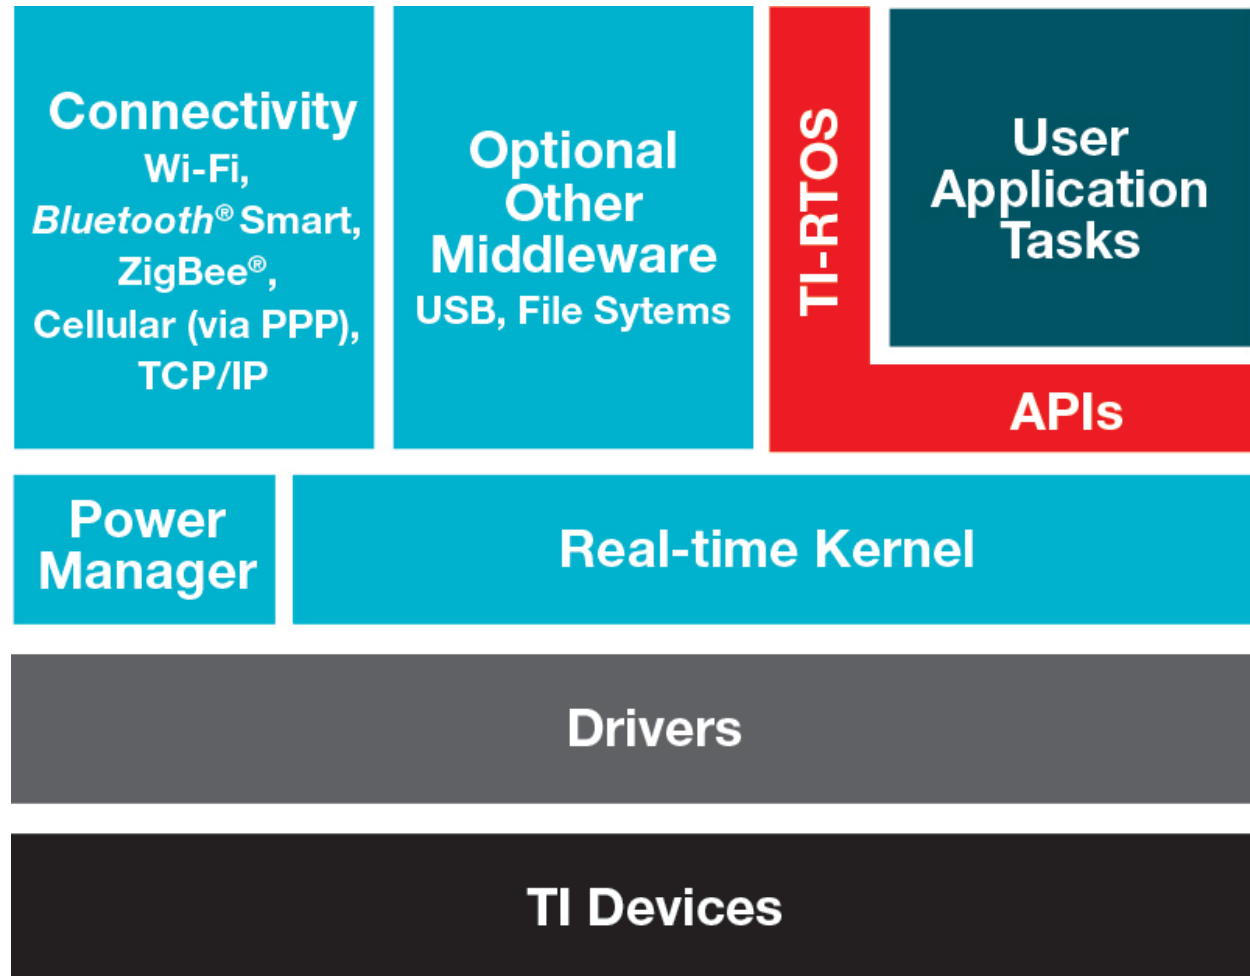 Connectivity
Wi-Fi,
Bluetooth® Smart,
ZigBee®,
Cellular (via PPP),
TCP/IP
Optional
Other
Middleware
USB, File Sytems
TI-RTOS
User
Application
Tasks
APIs
Power
Manager
Real-time Kernel
Drivers
TI Devices